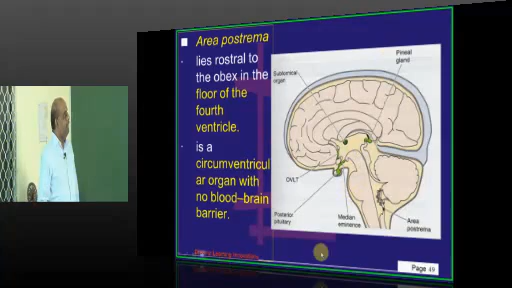 Area postrema
lies rostral to
the obex in the
floor of the
fourth
ventricle.
is a
circumventricul
ar organ with
no blood–brain
barrier.
Pineal
gland
Subfornical
organ
OVLT
Posterior
pituitary
Median
eminence
Area
postrema
Page 49